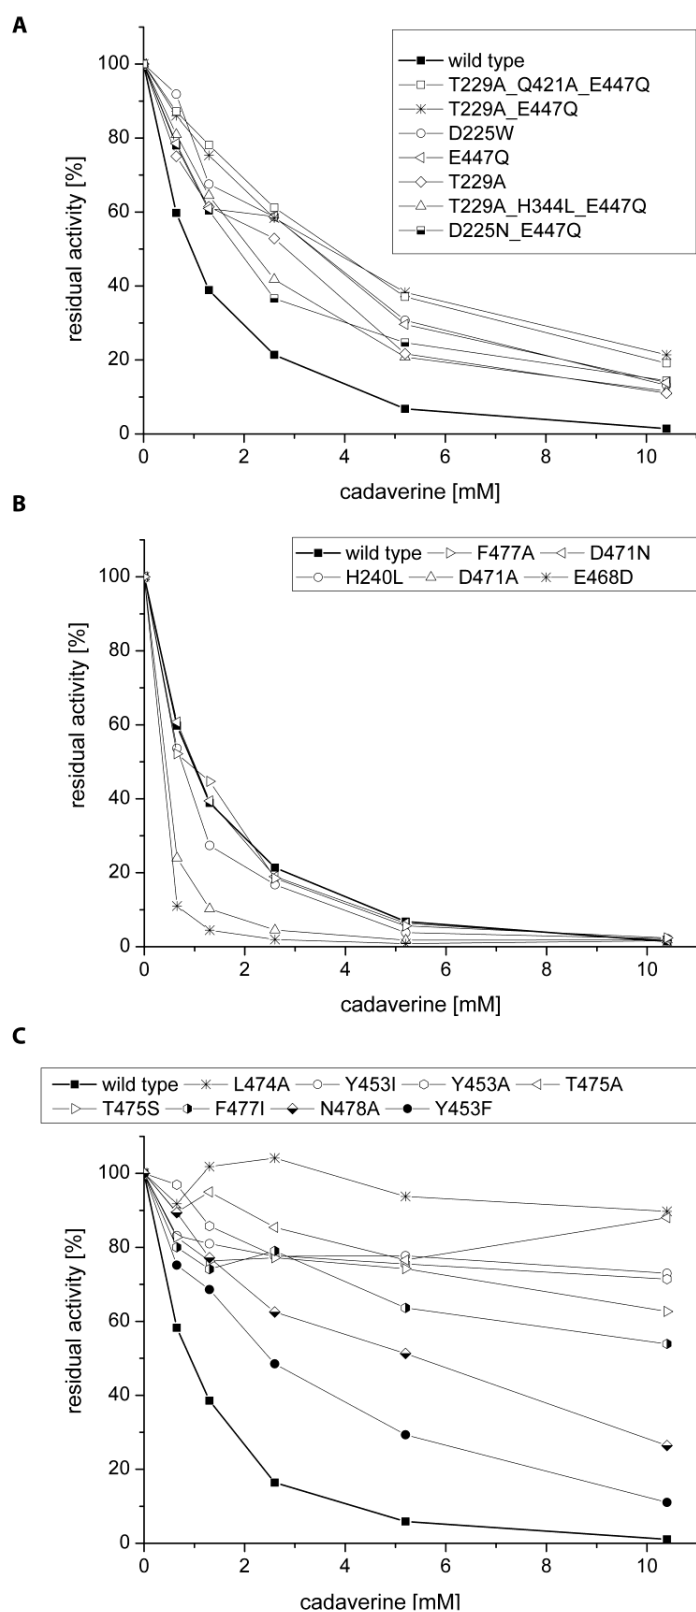 A
wild type
T229A_Q421A_E447Q
T229A_E447Q
D225W
E447Q
T229A
T229A_H344L_E447Q
D225N_E447Q
residual activity [%]
100
80
60
40
20
0
0 2 4 6 8 10
cadaverine [mM]
B
wild type F477A D471N
H240L D471A E468D
residual activity [%]
100
80
60
40
20
0
0 2 4 6 8 10
cadaverine [mM]
C
wild type L474A Y453I Y453A T475A
T475S F477I N478A Y453F
residual activity [%]
100
80
60
40
20
0
0 2 4 6 8 10
cadaverine [mM]